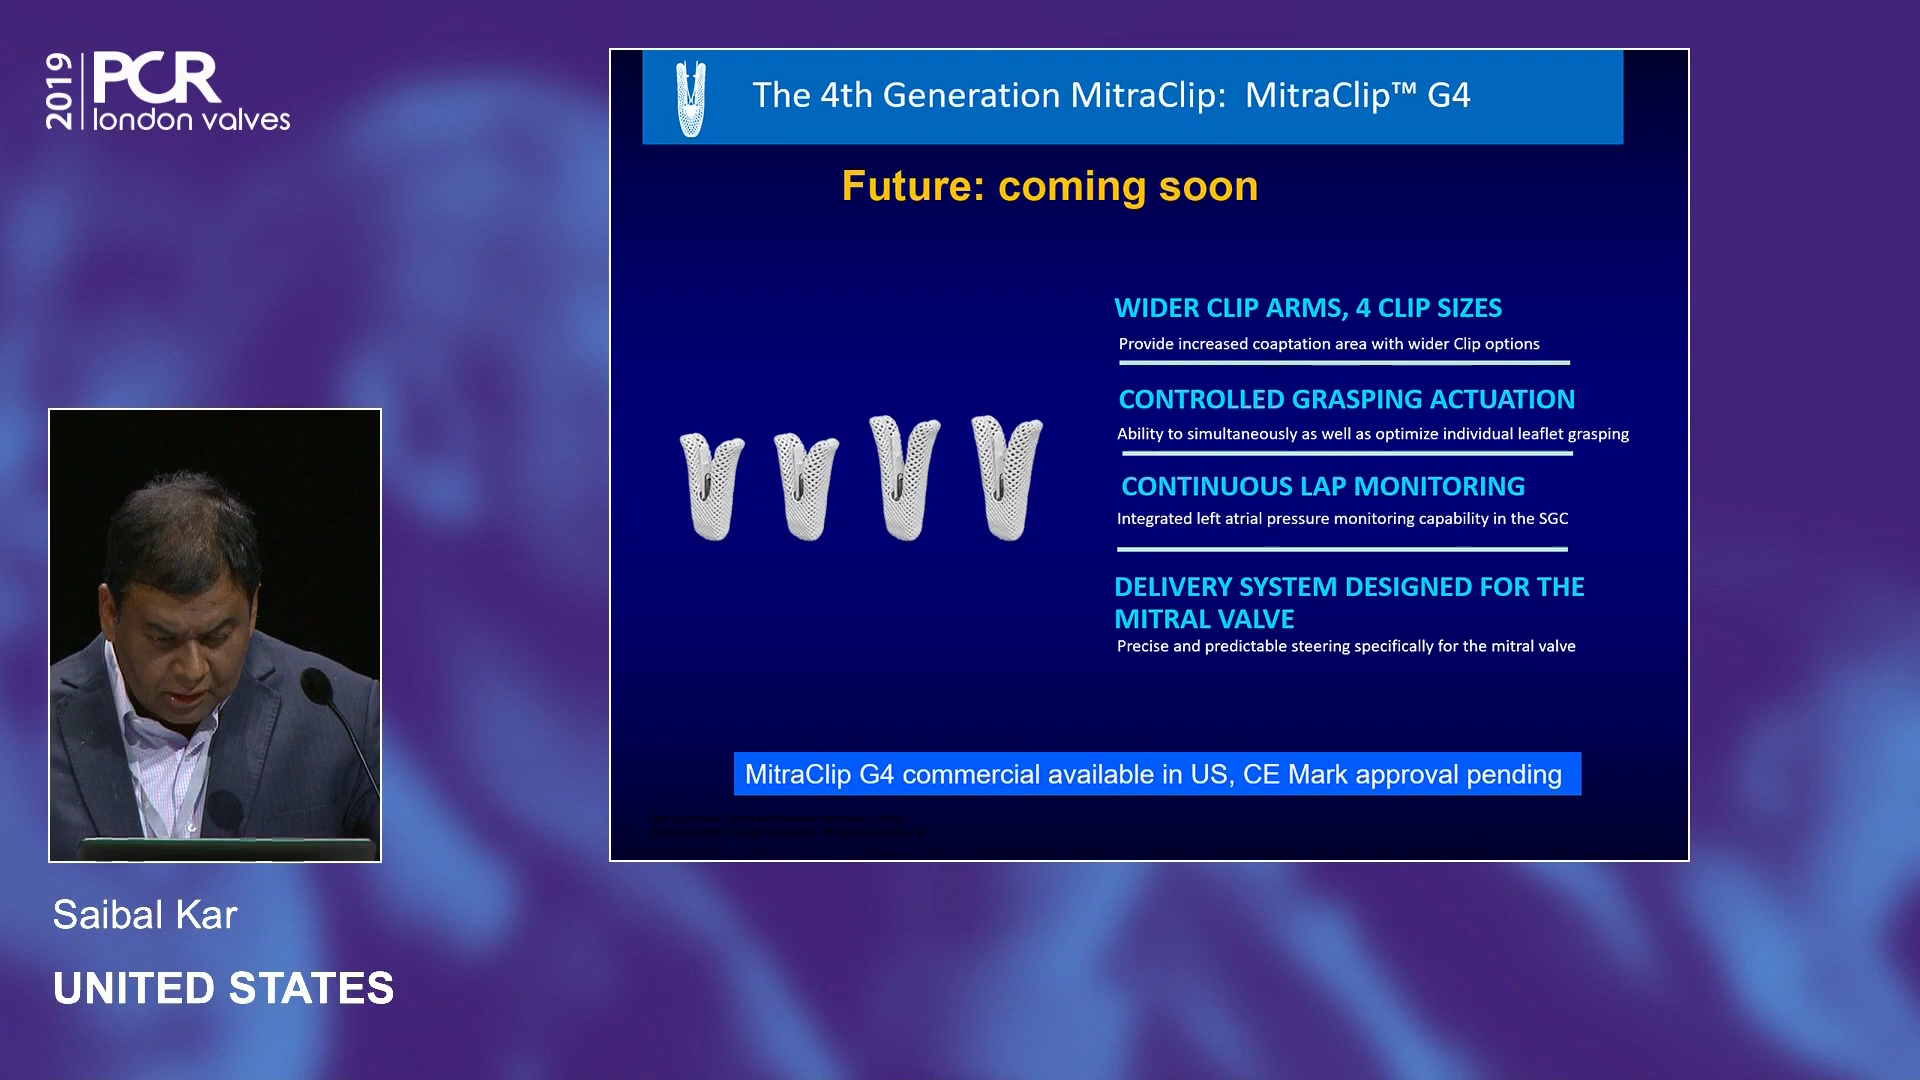 2019
PCR
london valves
The 4th Generation MitraClip: MitraClip™ G4
Future: coming soon
WIDER CLIP ARMS, 4 CLIP SIZES
Provide increased coaptation area with wider Clip options
CONTROLLED GRASPING ACTUATION
Ability to simultaneously as well as optimize individual leaflet grasping
CONTINUOUS LAP MONITORING
Integrated left atrial pressure monitoring capability in the SGC
DELIVERY SYSTEM DESIGNED FOR THE
MITRAL VALVE
Precise and predictable steering specifically for the mitral valve
MitraClip G4 commercial available in US, CE Mark approval pending
Saibal Kar
UNITED STATES